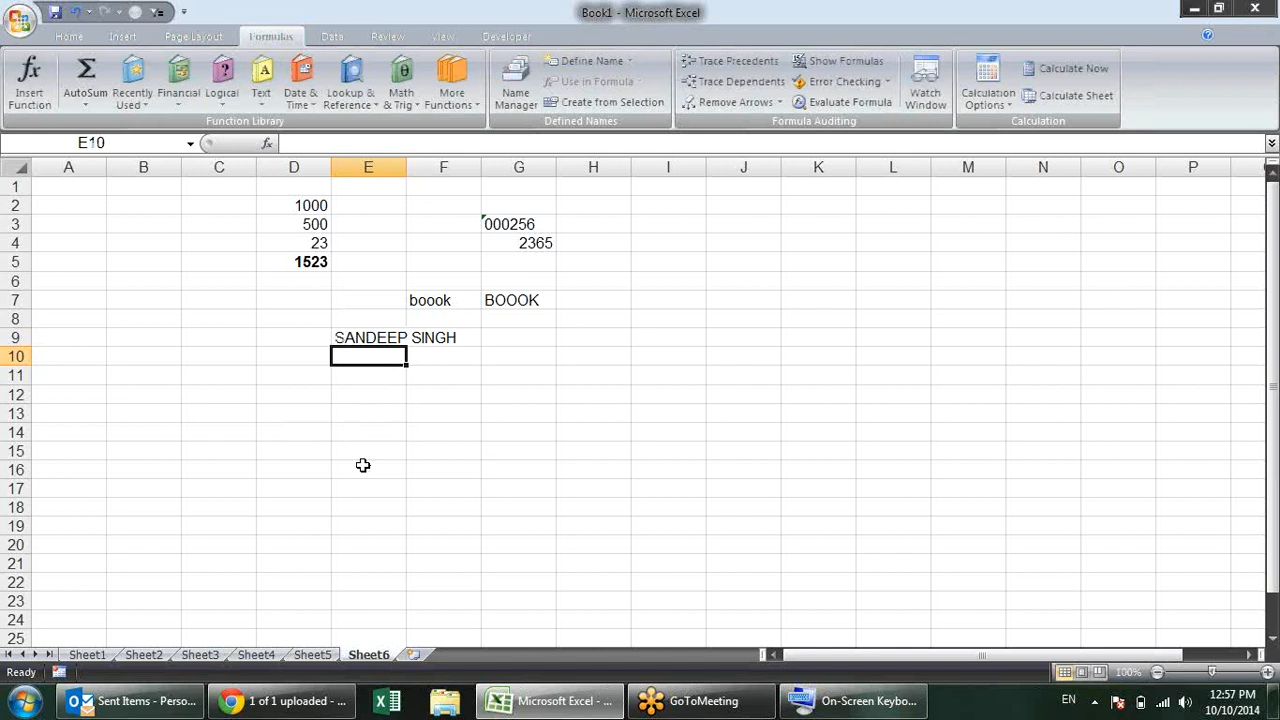 Book1 - Microsoft Excel
Home Insert Page Layout Formulas Data Review View Developer
Insert Function
AutoSum
Recently Used
Financial
Logical
Text
Date & Time
Lookup & Reference
Math & Trig
More Functions
Function Library
Name Manager
Define Name
Use in Formula
Create from Selection
Defined Names
Trace Precedents
Trace Dependents
Remove Arrows
Show Formulas
Error Checking
Evaluate Formula
Formula Auditing
Watch Window
Calculation Options
Calculate Now
Calculate Sheet
Calculation
E10 fx
A B C D E F G H I J K L M N O P
1
2 1000
3 500 000256
4 23 2365
5 1523
6
7 boook BOOOK
8
9 SANDEEP SINGH
10
11
12
13
14
15
16
17
18
19
20
21
22
23
24
25
Sheet1 Sheet2 Sheet3 Sheet4 Sheet5 Sheet6
Ready 100%
Sent Items - Perso... 1 of 1 uploaded - ... Microsoft Excel - ... GoToMeeting On-Screen Keybo... EN 12:57 PM
10/10/2014